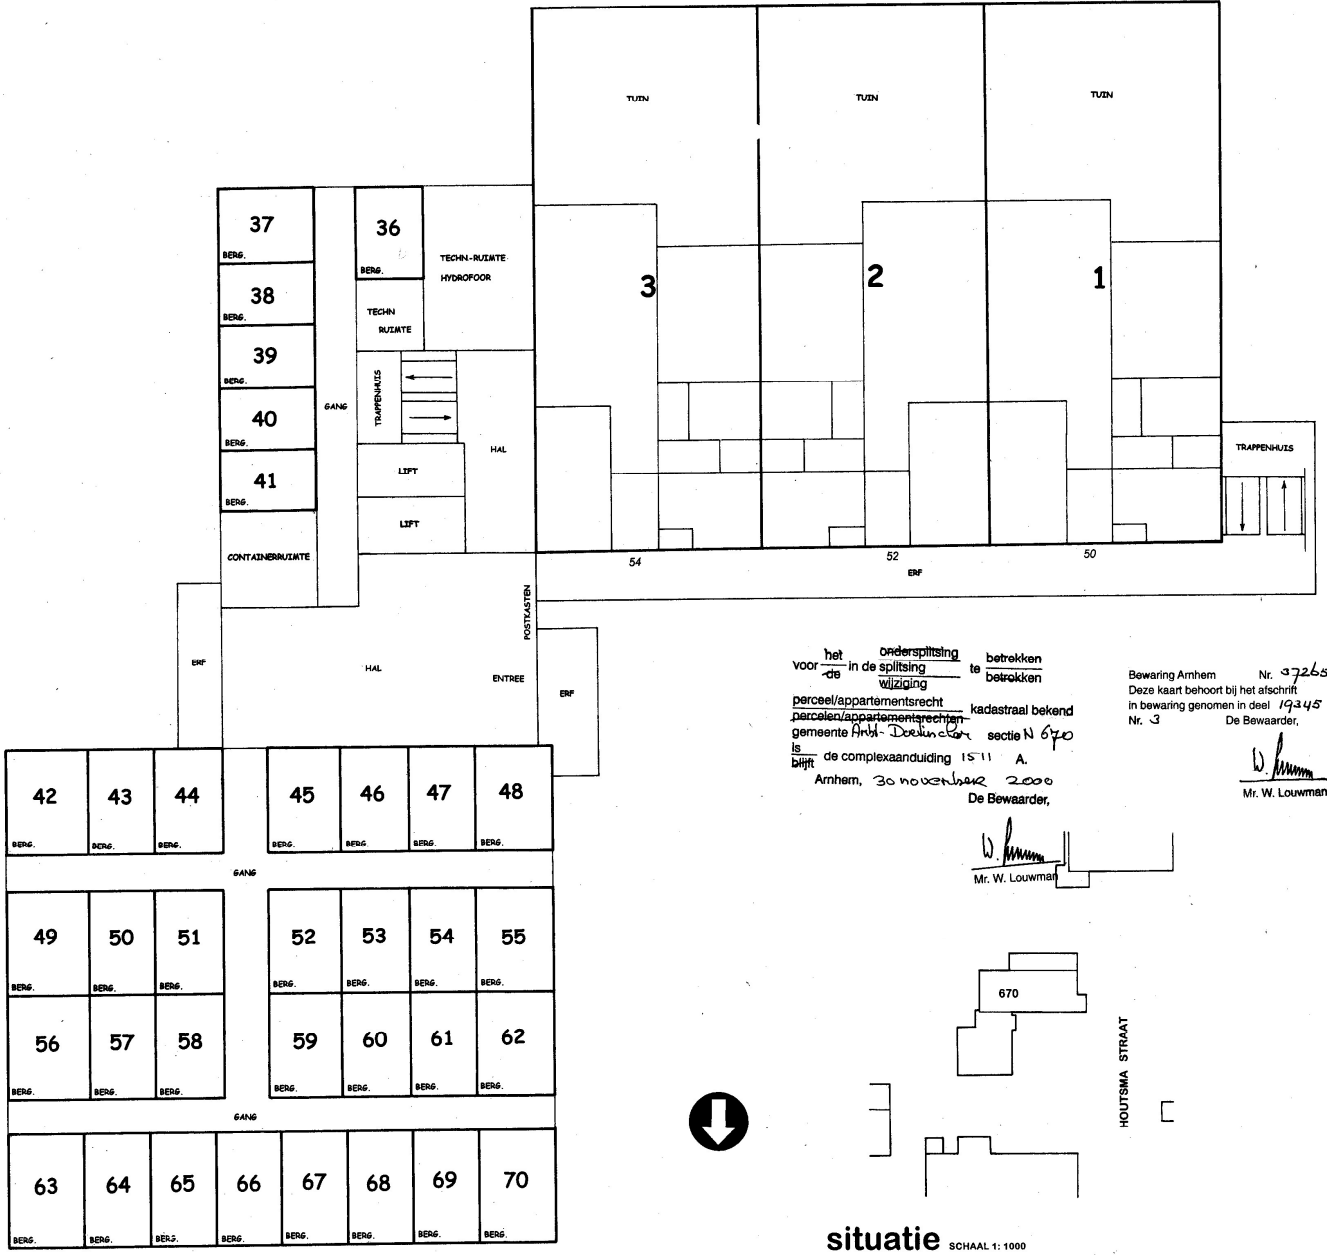 TUIN
TUIN
TUIN
37
BERG.
36
BERG.
TECHN-RUIMTE
HYDROFOOR
38
BERG.
TECHN
RUIMTE
3
2
1
39
BERG.
TRAPPENHUIS
GANG
40
BERG.
HAL
LIFT
41
BERG.
LIFT
TRAPPENHUIS
CONTAINERRUIMTE
54
52
50
ERF
POSTKASTEN
ERF
HAL
ENTREE
ERF
voor het de in de ondersplitsing splitsing wijziging te betrekken betrokken
perceel/appartementsrecht
percelen/appartementsrechten kadastraal bekend
gemeente Ambt-Doetinchem sectie N 670
is
blijft de complexaanduiding 1511 A.
Arnhem, 30 november 2000
De Bewaarder,
Mr. W. Louwman
Bewaring Arnhem Nr. 37265
Deze kaart behoort bij het afschrift
in bewaring genomen in deel 19345
Nr. 3 De Bewaarder,
Mr. W. Louwman
42
BERG.
43
BERG.
44
BERG.
45
BERG.
46
BERG.
47
BERG.
48
BERG.
GANG
49
BERG.
50
BERG.
51
BERG.
52
BERG.
53
BERG.
54
BERG.
55
BERG.
56
BERG.
57
BERG.
58
BERG.
59
BERG.
60
BERG.
61
BERG.
62
BERG.
GANG
63
BERG.
64
BERG.
65
BERG.
66
BERG.
67
BERG.
68
BERG.
69
BERG.
70
BERG.
670
HOUTSMA STRAAT
situatie SCHAAL 1: 1000